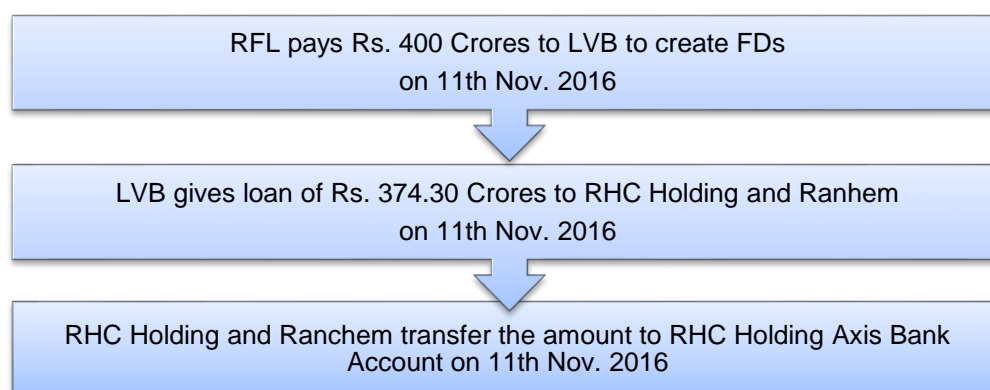 RFL pays Rs. 400 Crores to LVB to create FDs
on 11th Nov. 2016
LVB gives loan of Rs. 374.30 Crores to RHC Holding and Ranhem
on 11th Nov. 2016
RHC Holding and Ranchem transfer the amount to RHC Holding Axis Bank
Account on 11th Nov. 2016